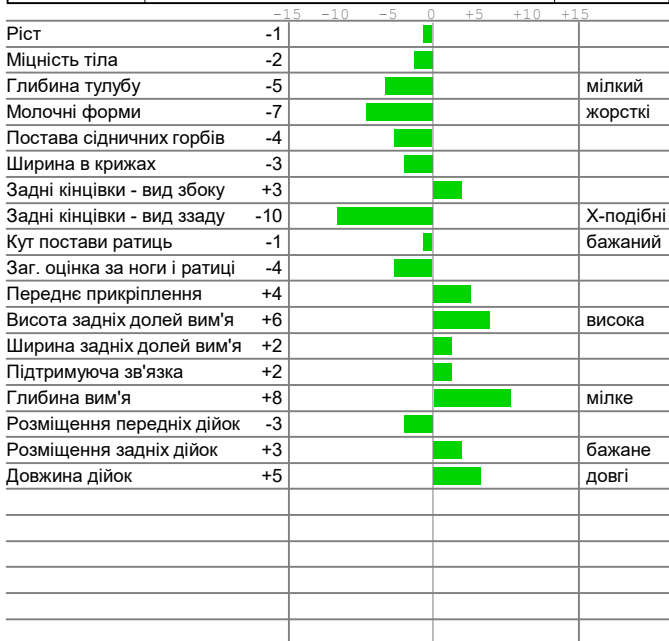 -15 -10 -5 0 +5 +10 +15
Ріст -1
Міцність тіла -2
Глибина тулубу -5 мілкий
Молочні форми -7 жорсткі
Постава сідничних горбів -4
Ширина в крижах -3
Задні кінцівки - вид збоку +3
Задні кінцівки - вид ззаду -10 Х-подібні
Кут постави ратиць -1 бажаний
Заг. оцінка за ноги і ратиці -4
Переднє прикріплення +4
Висота задніх долей вим'я +6 висока
Ширина задніх долей вим'я +2
Підтримуюча зв'язка +2
Глибина вим'я +8 мілке
Розміщення передніх дійок -3
Розміщення задніх дійок +3 бажане
Довжина дійок +5 довгі